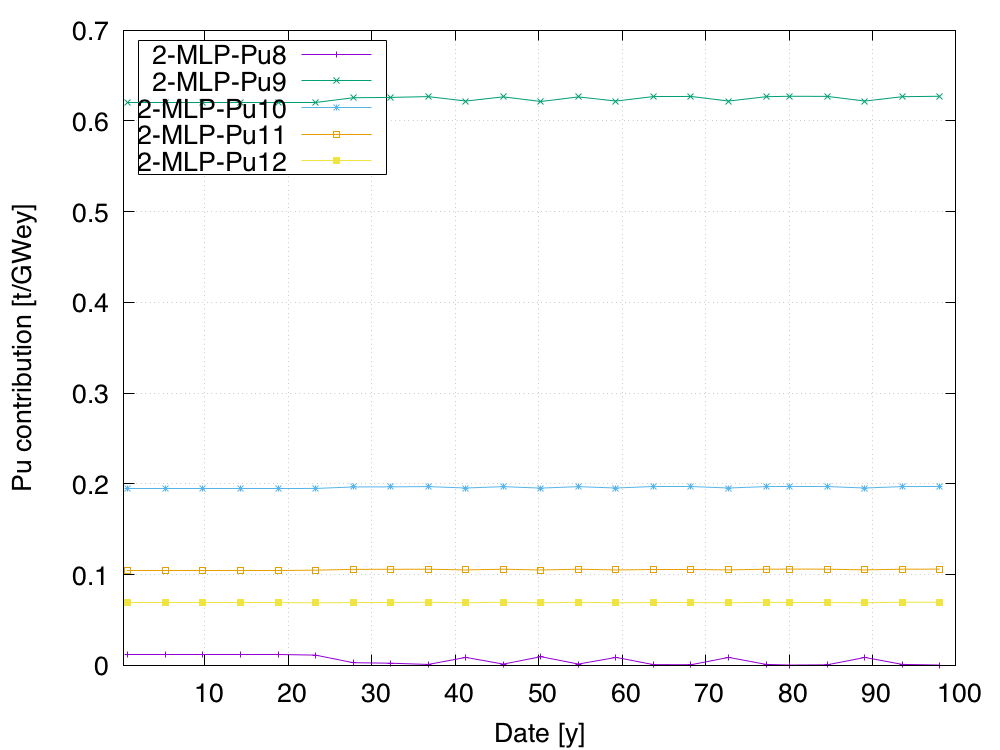 0.7
0.6
0.5
0.4
0.3
0.2
0.1
0
Pu contribution [t/GWey]
2-MLP-Pu8
2-MLP-Pu9
2-MLP-Pu10
2-MLP-Pu11
2-MLP-Pu12
10 20 30 40 50 60 70 80 90 100
Date [y]